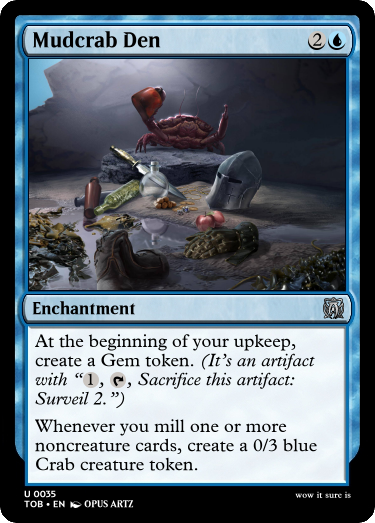 Mudcrab Den 2
Enchantment
At the beginning of your upkeep,
create a Gem token. (It's an artifact
with “1, , Sacrifice this artifact:
Surveil 2.”)
Whenever you mill one or more
noncreature cards, create a 0/3 blue
Crab creature token.
U 0035
TOB • EN OPUS ARTZ
wow it sure is